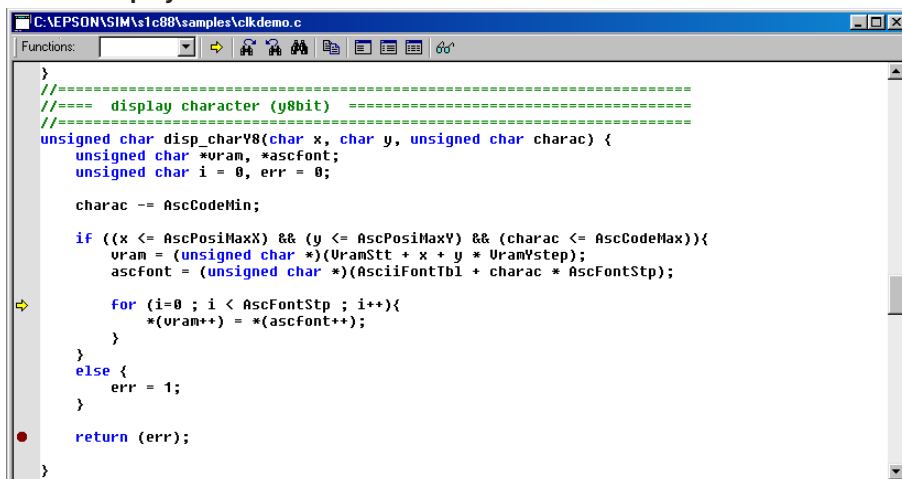 C:\EPSON\SIM\s1c88\samples\clkdemo.c
Functions:
}
//=========================================================================
//====  display character (y8bit)  =======================================
//=========================================================================
unsigned char disp_charY8(char x, char y, unsigned char charac) {
    unsigned char *vram, *ascfont;
    unsigned char i = 0, err = 0;

    charac -= AscCodeMin;

    if ((x <= AscPosiMaxX) && (y <= AscPosiMaxY) && (charac <= AscCodeMax)){
        vram = (unsigned char *)(VramStt + x + y * VramYstep);
        ascfont = (unsigned char *)(AsciiFontTbl + charac * AscFontStp);

        for (i=0 ; i < AscFontStp ; i++){
            *(vram++) = *(ascfont++);
        }
    }
    else {
        err = 1;
    }

    return (err);

}